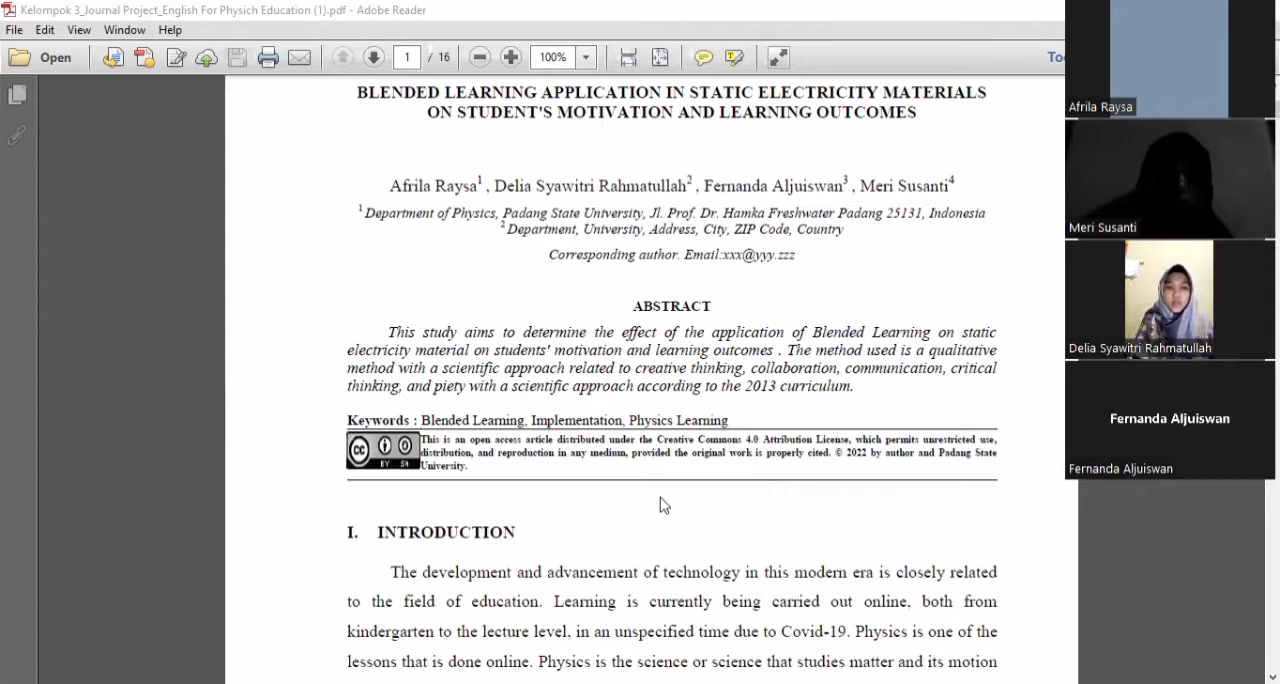 Kelompok 3_Journal Project_English For Physich Education (1).pdf - Adobe Reader
File Edit View Window Help
Open 1 / 16 100%
BLENDED LEARNING APPLICATION IN STATIC ELECTRICITY MATERIALS
ON STUDENT'S MOTIVATION AND LEARNING OUTCOMES
Afrila Raysa1 , Delia Syawitri Rahmatullah2 , Fernanda Aljuiswan3 , Meri Susanti4
1 Department of Physics, Padang State University, Jl. Prof. Dr. Hamka Freshwater Padang 25131, Indonesia
2 Department, University, Address, City, ZIP Code, Country
Corresponding author. Email:xxx@yyy.zzz
ABSTRACT
This study aims to determine the effect of the application of Blended Learning on static
electricity material on students' motivation and learning outcomes . The method used is a qualitative
method with a scientific approach related to creative thinking, collaboration, communication, critical
thinking, and piety with a scientific approach according to the 2013 curriculum.
Keywords : Blended Learning, Implementation, Physics Learning
cc BY SA
This is an open access article distributed under the Creative Commons 4.0 Attribution License, which permits unrestricted use,
distribution, and reproduction in any medium, provided the original work is properly cited. © 2022 by author and Padang State
University.
I. INTRODUCTION
The development and advancement of technology in this modern era is closely related
to the field of education. Learning is currently being carried out online, both from
kindergarten to the lecture level, in an unspecified time due to Covid-19. Physics is one of the
lessons that is done online. Physics is the science or science that studies matter and its motion
Afrila Raysa
Meri Susanti
Delia Syawitri Rahmatullah
Fernanda Aljuiswan
Fernanda Aljuiswan